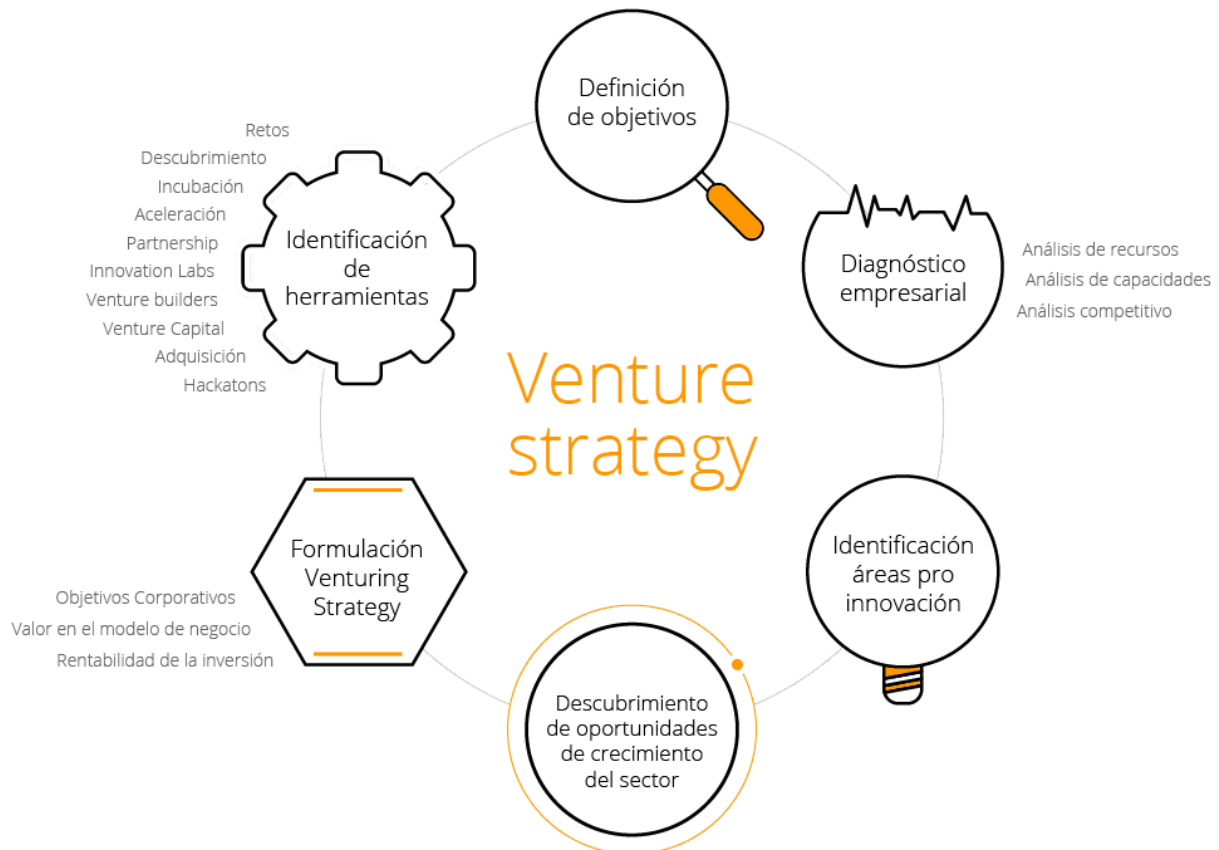 Definición
de objetivos
Diagnóstico
empresarial
Análisis de recursos
Análisis de capacidades
Análisis competitivo
Identificación
áreas pro
innovación
Descubrimiento
de oportunidades
de crecimiento
del sector
Formulación
Venturing
Strategy
Objetivos Corporativos
Valor en el modelo de negocio
Rentabilidad de la inversión
Identificación
de
herramientas
Retos
Descubrimiento
Incubación
Aceleración
Partnership
Innovation Labs
Venture builders
Venture Capital
Adquisición
Hackatons
Venture
strategy